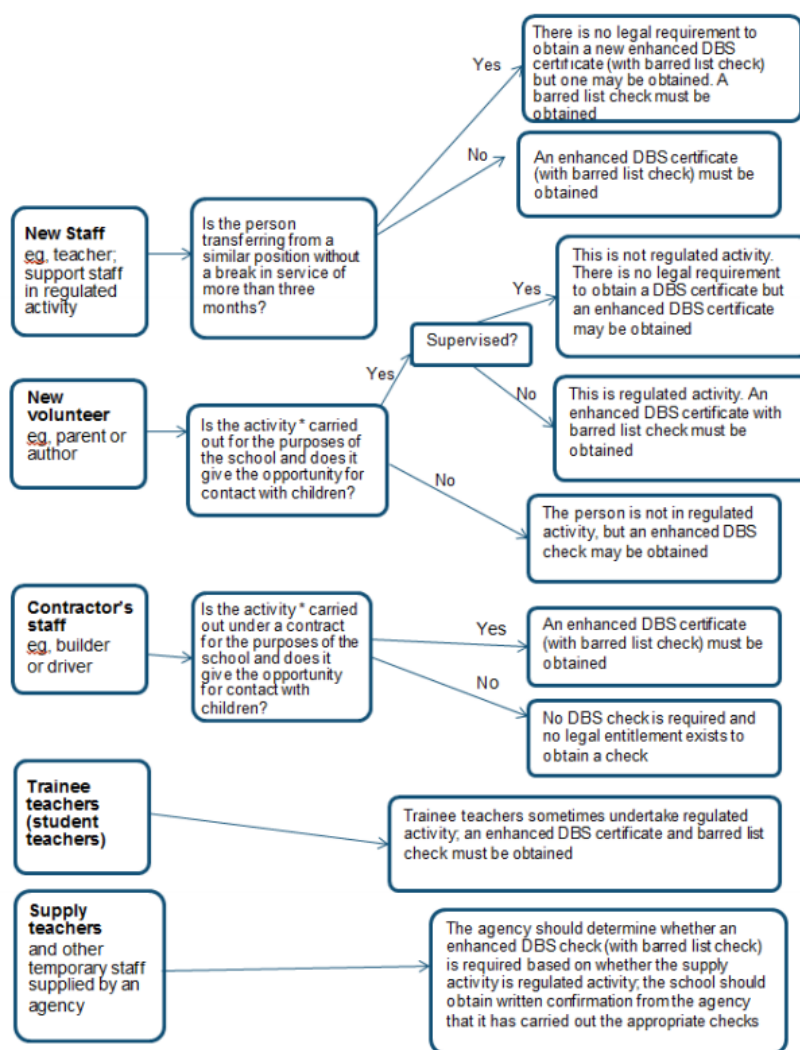 There is no legal requirement to
obtain a new enhanced DBS
certificate (with barred list check)
but one may be obtained. A
barred list check must be
obtained
Yes
No
An enhanced DBS certificate
(with barred list check) must be
obtained
New Staff
eg, teacher;
support staff
in regulated
activity
Is the person
transferring from a
similar position without
a break in service of
more than three
months?
This is not regulated activity.
There is no legal requirement
to obtain a DBS certificate but
an enhanced DBS certificate
may be obtained
Yes
Supervised?
Yes
No
This is regulated activity. An
enhanced DBS certificate with
barred list check must be
obtained
New
volunteer
eg, parent or
author
Is the activity * carried
out for the purposes of
the school and does it
give the opportunity for
contact with children?
No
The person is not in regulated
activity, but an enhanced DBS
check may be obtained
Contractor's
staff
eg, builder
or driver
Is the activity * carried
out under a contract
for the purposes of the
school and does it
give the opportunity
for contact with
children?
Yes
An enhanced DBS certificate
(with barred list check) must be
obtained
No
No DBS check is required and
no legal entitlement exists to
obtain a check
Trainee
teachers
(student
teachers)
Trainee teachers sometimes undertake regulated
activity; an enhanced DBS certificate and barred list
check must be obtained
Supply
teachers
and other
temporary staff
supplied by an
agency
The agency should determine whether an
enhanced DBS check (with barred list check)
is required based on whether the supply
activity is regulated activity; the school should
obtain written confirmation from the agency
that it has carried out the appropriate checks